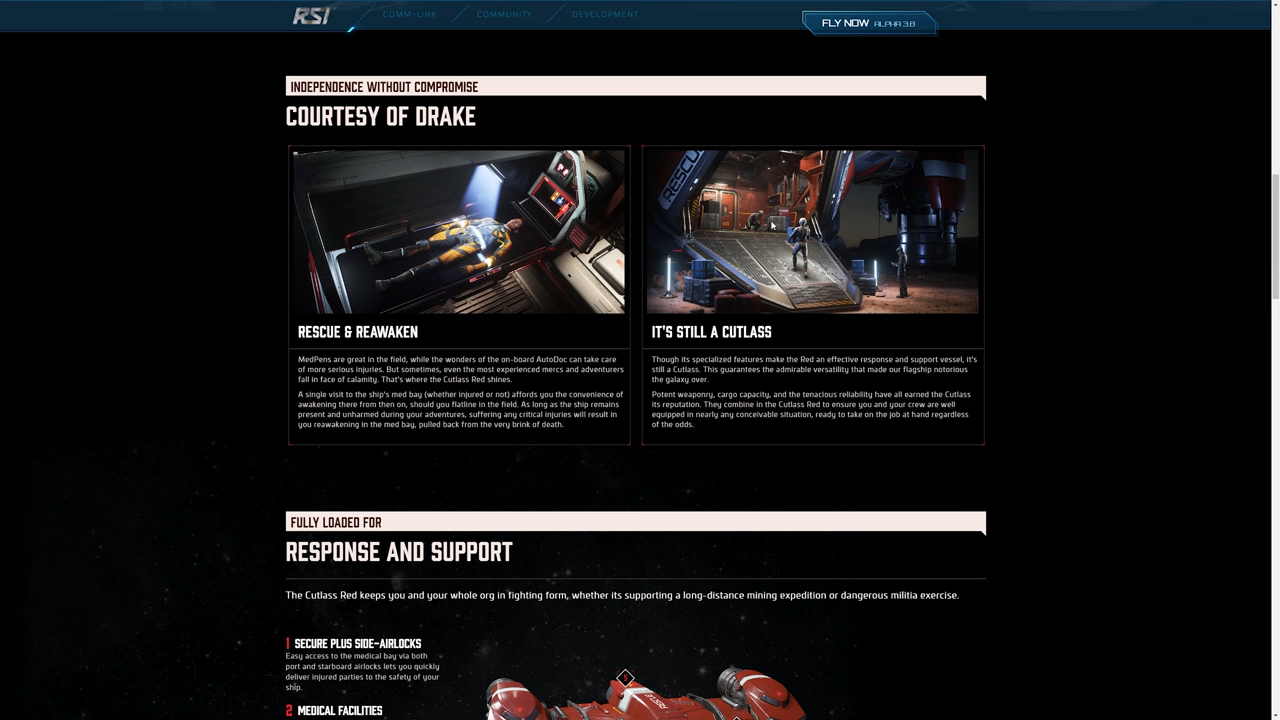 RSI
COMM-LINK
COMMUNITY
DEVELOPMENT
FLY NOW ALPHA 3.8
INDEPENDENCE WITHOUT COMPROMISE
COURTESY OF DRAKE
RESCUE
RESCUE & REAWAKEN
MedPens are great in the field, while the wonders of the on-board AutoDoc can take care
of more serious injuries. But sometimes, even the most experienced mercs and adventurers
fall in face of calamity. That's where the Cutlass Red shines.
A single visit to the ship's med bay (whether injured or not) affords you the convenience of
awakening there from then on, should you flatline in the field. As long as the ship remains
present and unharmed during your adventures, suffering any critical injuries will result in
you reawakening in the med bay, pulled back from the very brink of death.
IT'S STILL A CUTLASS
Though its specialized features make the Red an effective response and support vessel, it's
still a Cutlass. This guarantees the admirable versatility that made our flagship notorious
the galaxy over.
Potent weaponry, cargo capacity, and the tenacious reliability have all earned the Cutlass
its reputation. They combine in the Cutlass Red to ensure you and your crew are well
equipped in nearly any conceivable situation, ready to take on the job at hand regardless
of the odds.
FULLY LOADED FOR
RESPONSE AND SUPPORT
The Cutlass Red keeps you and your whole org in fighting form, whether its supporting a long-distance mining expedition or dangerous militia exercise.
1 SECURE PLUS SIDE-AIRLOCKS
Easy access to the medical bay via both
port and starboard airlocks lets you quickly
deliver injured parties to the safety of your
ship.
2 MEDICAL FACILITIES
RESCUE